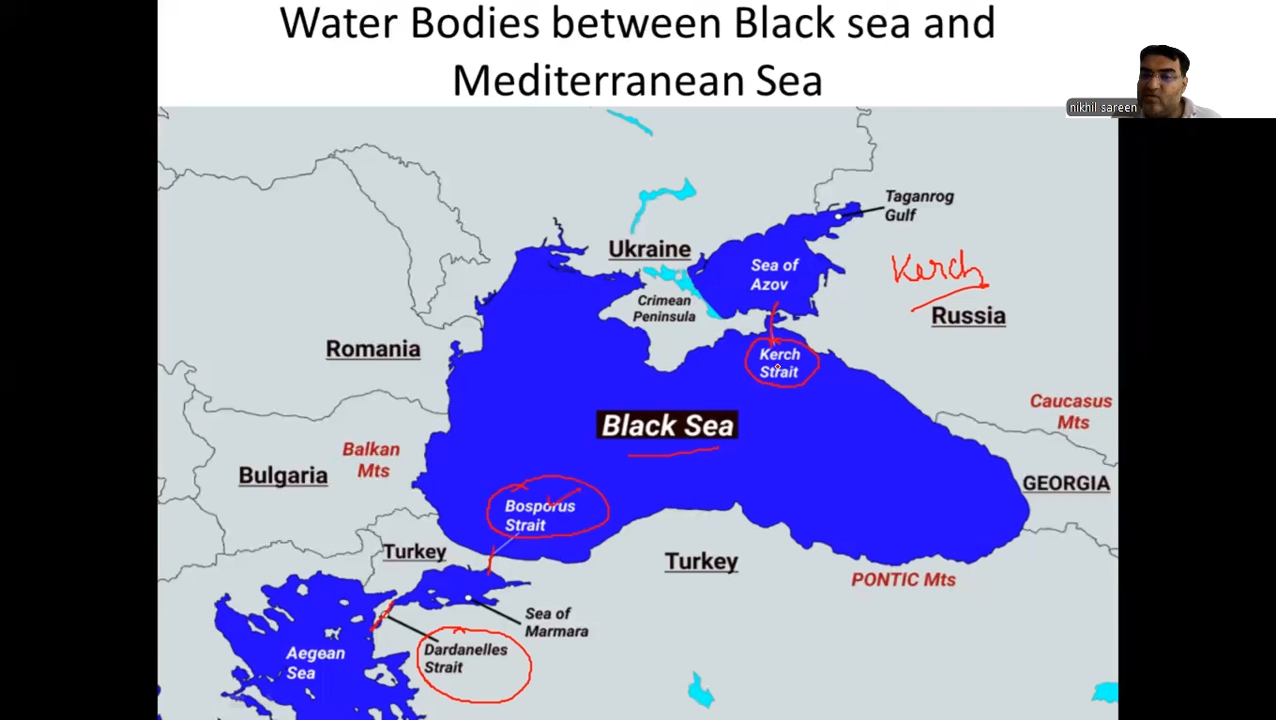 Water Bodies between Black sea and
Mediterranean Sea
nikhil sareen
Taganrog
Gulf
Ukraine
Sea of
Azov
Kerch
Crimean
Peninsula
Russia
Romania
Kerch
Strait
Caucasus
Mts
Black Sea
Balkan
Mts
Bulgaria
GEORGIA
Bosporus
Strait
Turkey
Turkey
PONTIC Mts
Sea of
Marmara
Aegean
Sea
Dardanelles
Strait